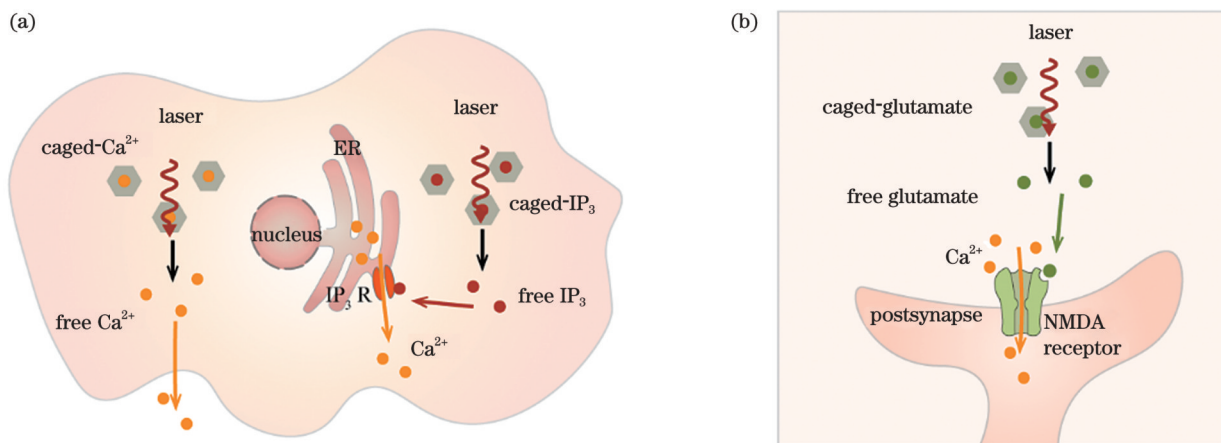 (a)
laser
caged-Ca²⁺
ER
laser
caged-IP₃
nucleus
IP₃ R
free IP₃
free Ca²⁺
Ca²⁺
(b)
laser
caged-glutamate
free glutamate
Ca²⁺
postsynapse
NMDA
receptor